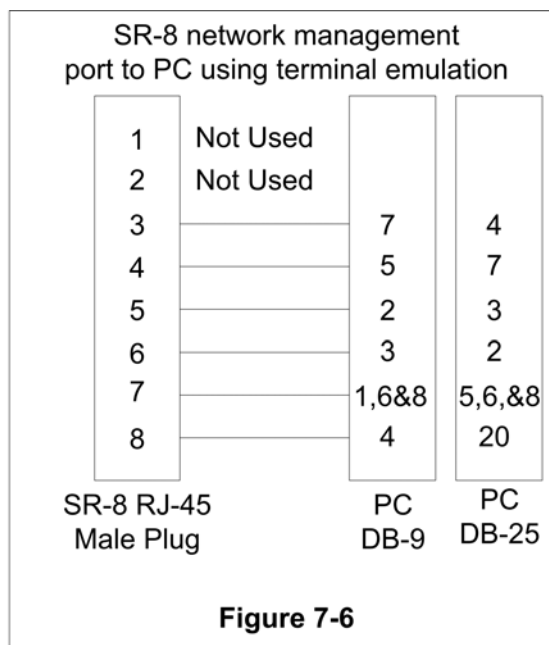 SR-8 network management
port to PC using terminal emulation
1 Not Used
2 Not Used
3 7 4
4 5 7
5 2 3
6 3 2
7 1,6&8 5,6,&8
8 4 20
SR-8 RJ-45 PC PC
Male Plug DB-9 DB-25
Figure 7-6